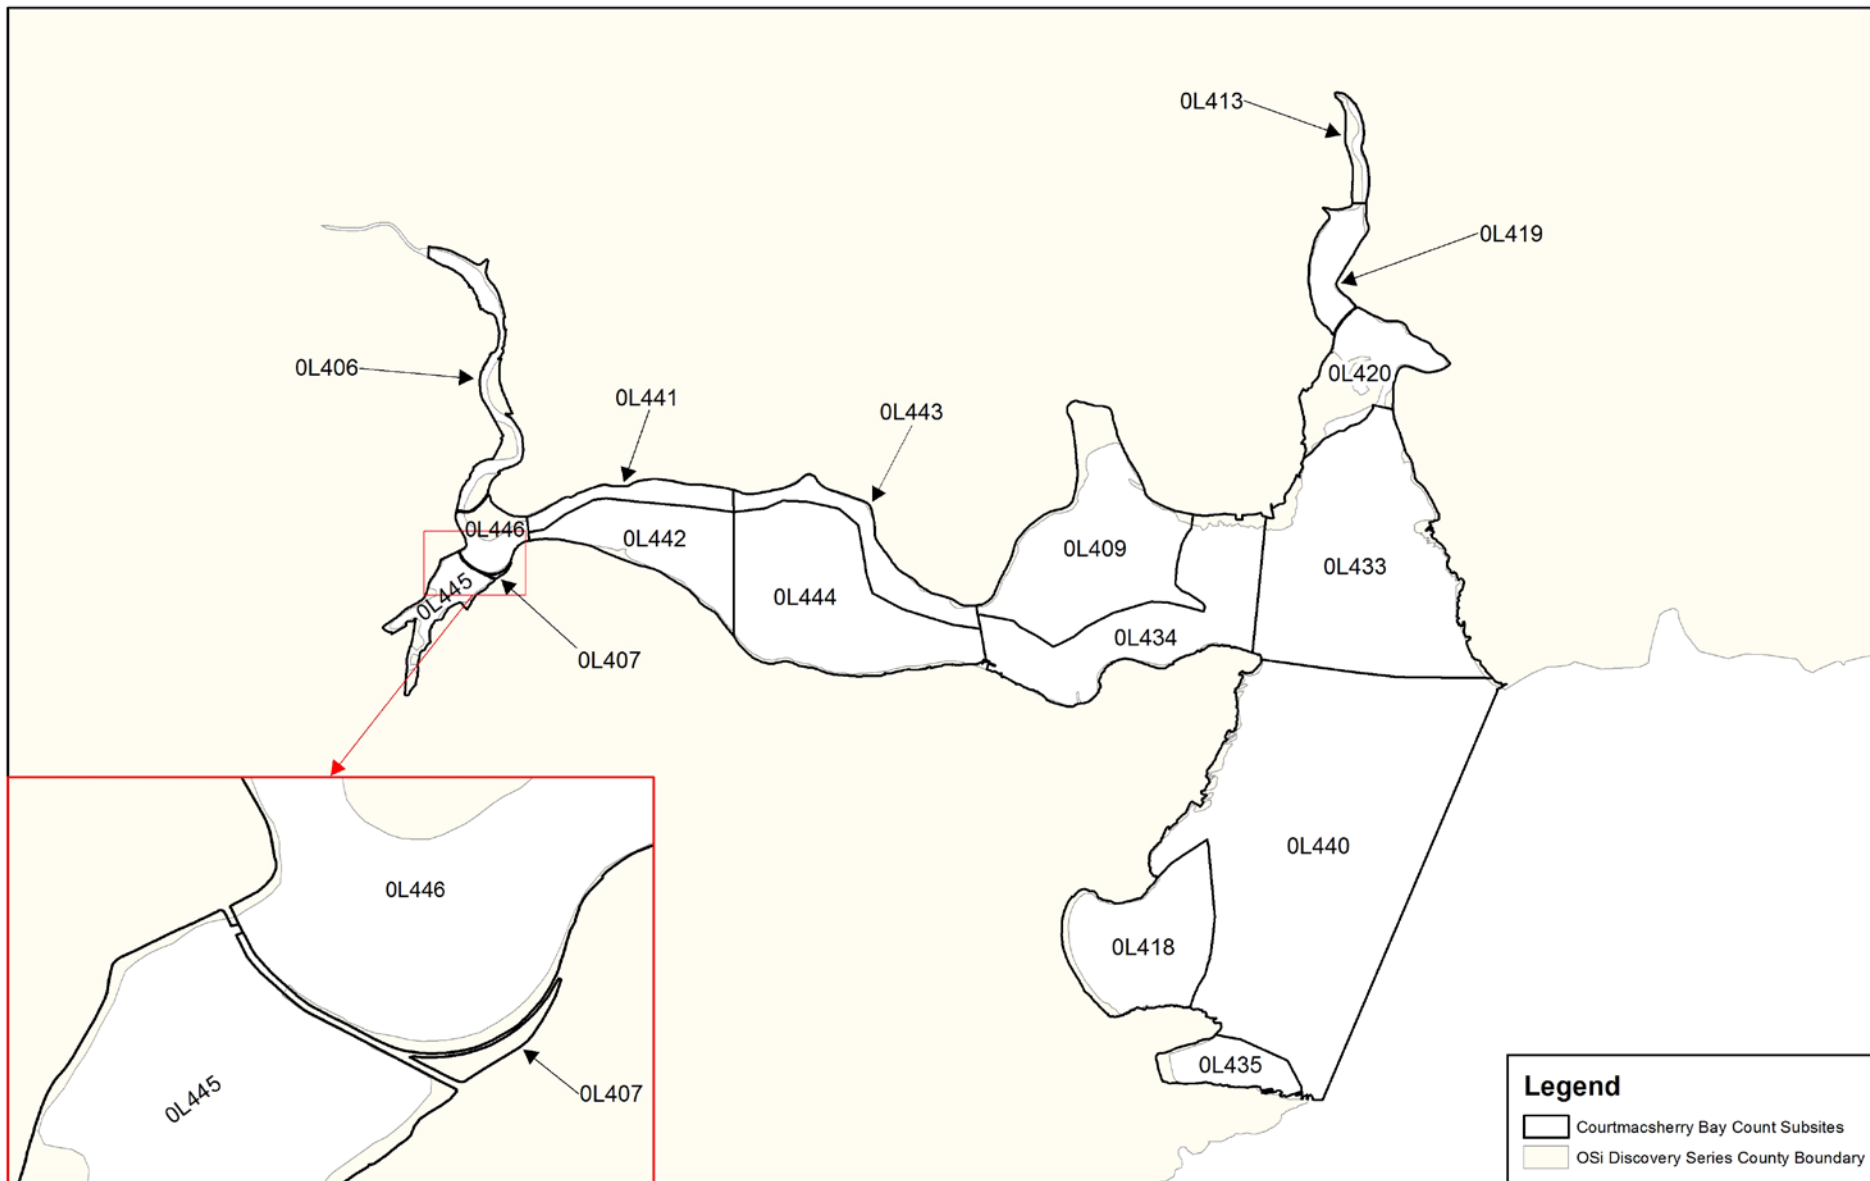 0L413
0L419
0L406
0L420
0L441
0L443
0L446
0L442
0L409
0L433
0L445
0L444
0L434
0L407
0L440
0L446
0L418
0L435
0L445
0L407
Legend
Courtmacsherry Bay Count Subsites
OSi Discovery Series County Boundary